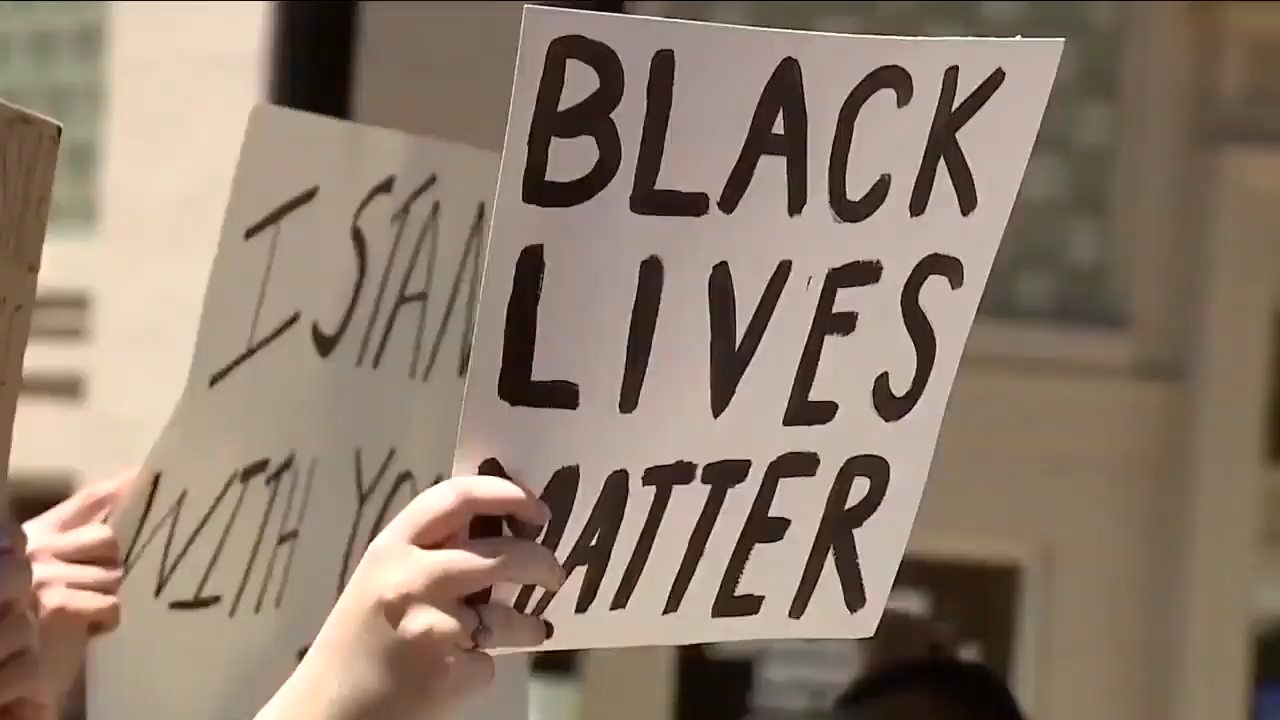 I STAN
WITH YO
BLACK
LIVES
MATTER